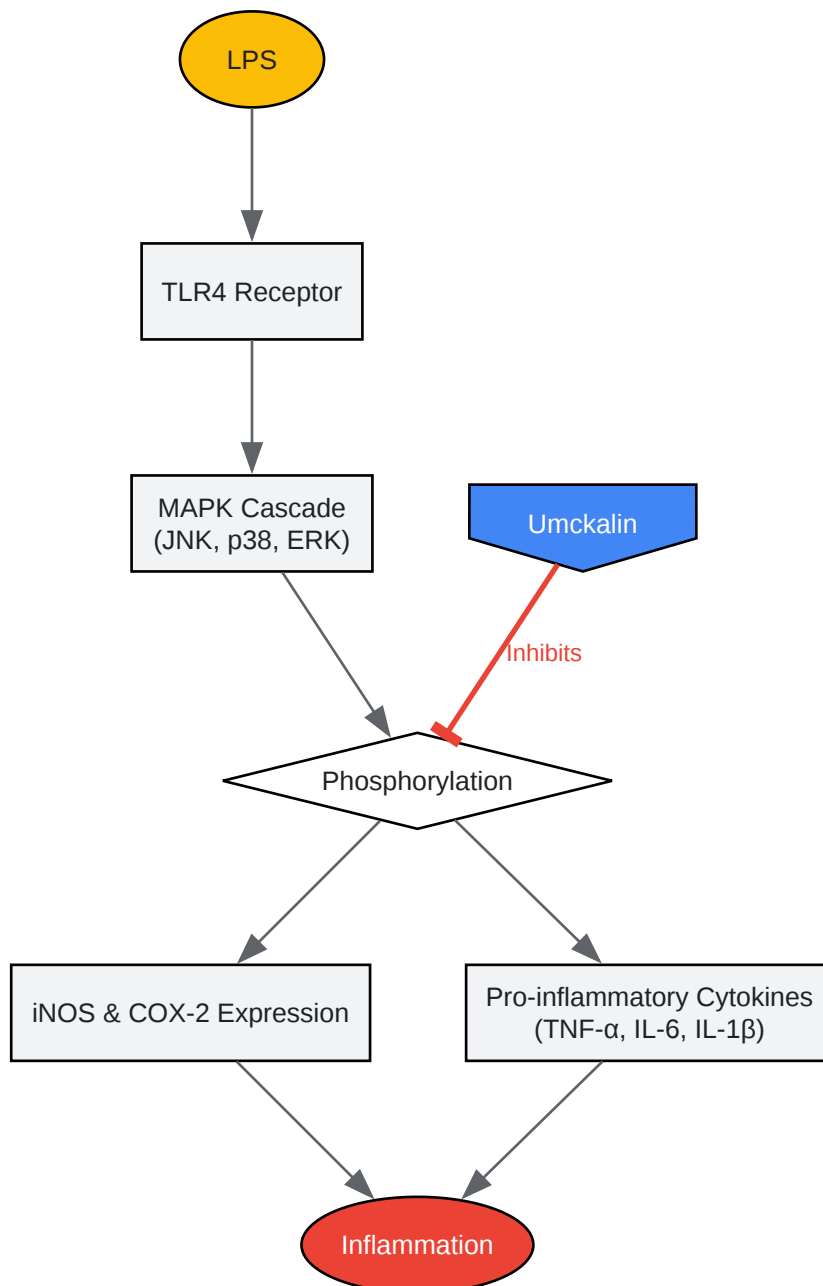 LPS
TLR4 Receptor
MAPK Cascade
(JNK, p38, ERK)
Umckalin
Inhibits
Phosphorylation
iNOS & COX-2 Expression
Pro-inflammatory Cytokines
(TNF-α, IL-6, IL-1β)
Inflammation